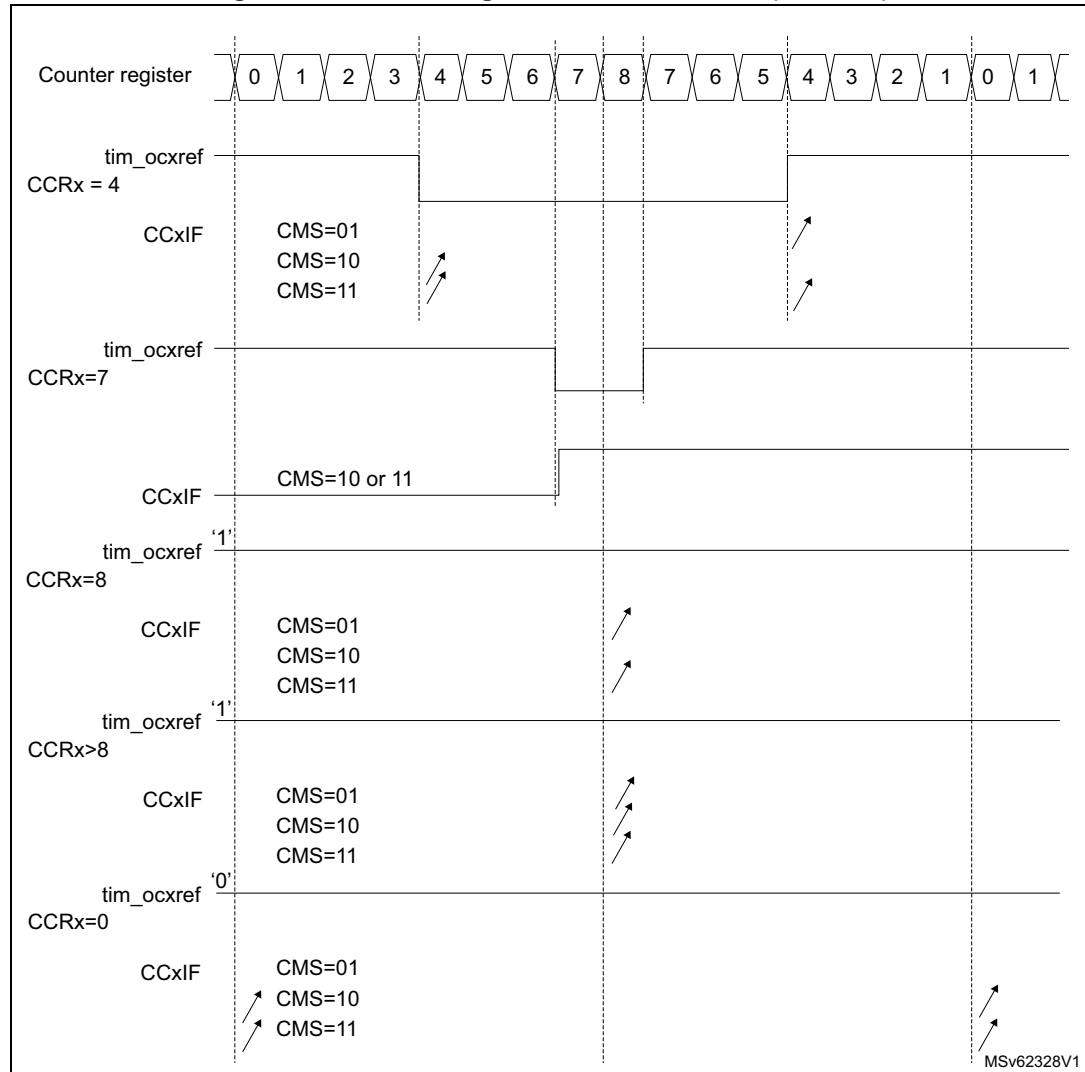 Counter register 0 1 2 3 4 5 6 7 8 7 6 5 4 3 2 1 0 1
tim_ocxref
CCRx = 4
CCxIF CMS=01
CMS=10
CMS=11
tim_ocxref
CCRx=7
CMS=10 or 11
CCxIF
'1'
tim_ocxref
CCRx=8
CCxIF CMS=01
CMS=10
CMS=11
'1'
tim_ocxref
CCRx>8
CCxIF CMS=01
CMS=10
CMS=11
'0'
tim_ocxref
CCRx=0
CCxIF CMS=01
CMS=10
CMS=11
MSv62328V1